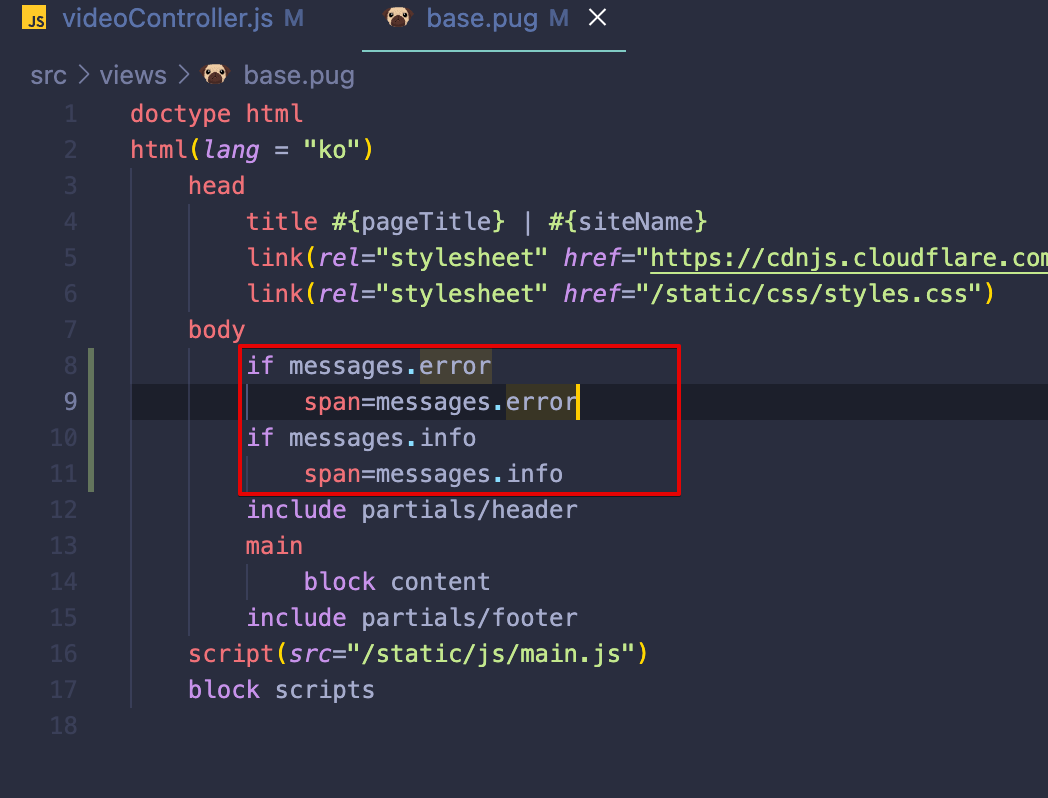 JS videoController.js M base.pug M
src > views > base.pug
1 doctype html
2 html(lang = "ko")
3 head
4 title #{pageTitle} | #{siteName}
5 link(rel="stylesheet" href="https://cdnjs.cloudflare.com
6 link(rel="stylesheet" href="/static/css/styles.css")
7 body
8 if messages.error
9 span=messages.error
10 if messages.info
11 span=messages.info
12 include partials/header
13 main
14 block content
15 include partials/footer
16 script(src="/static/js/main.js")
17 block scripts
18